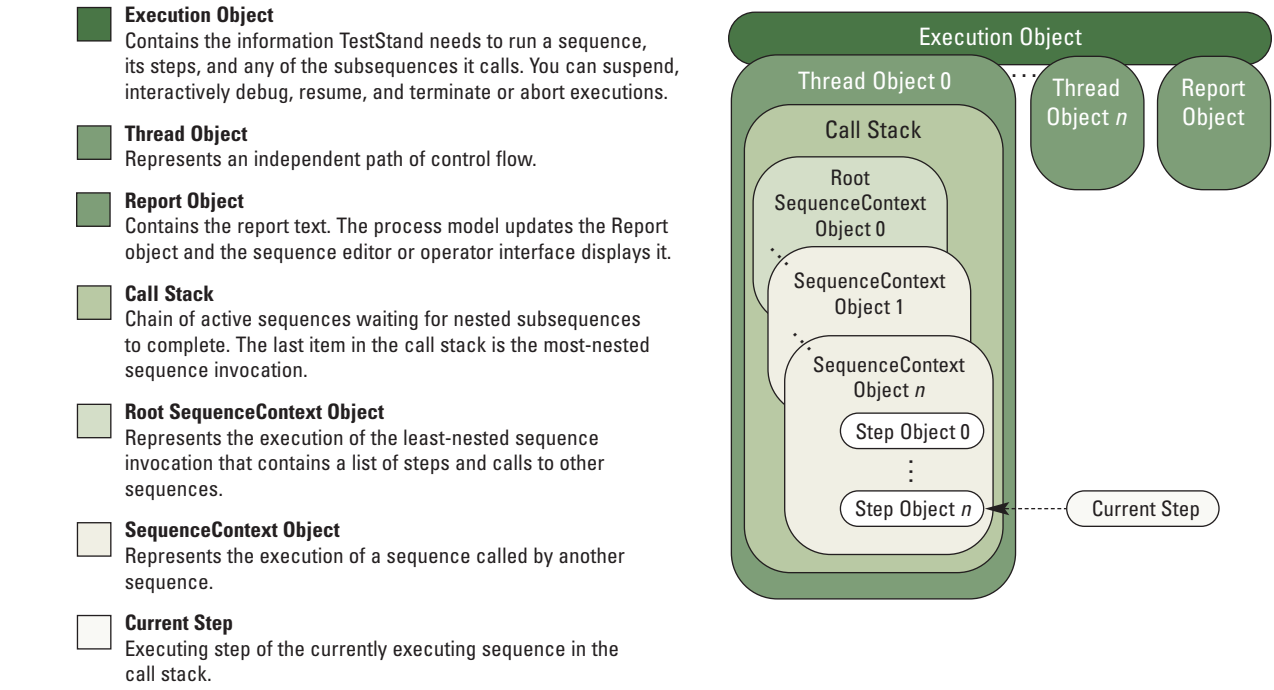 Execution Object
Contains the information TestStand needs to run a sequence,
its steps, and any of the subsequences it calls. You can suspend,
interactively debug, resume, and terminate or abort executions.
Thread Object
Represents an independent path of control flow.
Report Object
Contains the report text. The process model updates the Report
object and the sequence editor or operator interface displays it.
Call Stack
Chain of active sequences waiting for nested subsequences
to complete. The last item in the call stack is the most-nested
sequence invocation.
Root SequenceContext Object
Represents the execution of the least-nested sequence
invocation that contains a list of steps and calls to other
sequences.
SequenceContext Object
Represents the execution of a sequence called by another
sequence.
Current Step
Executing step of the currently executing sequence in the
call stack.
Execution Object
Thread Object 0
. . .
Thread
Object n
Report
Object
Call Stack
Root
SequenceContext
Object 0
. . .
SequenceContext
Object 1
. . .
SequenceContext
Object n
Step Object 0
. . .
Step Object n
Current Step